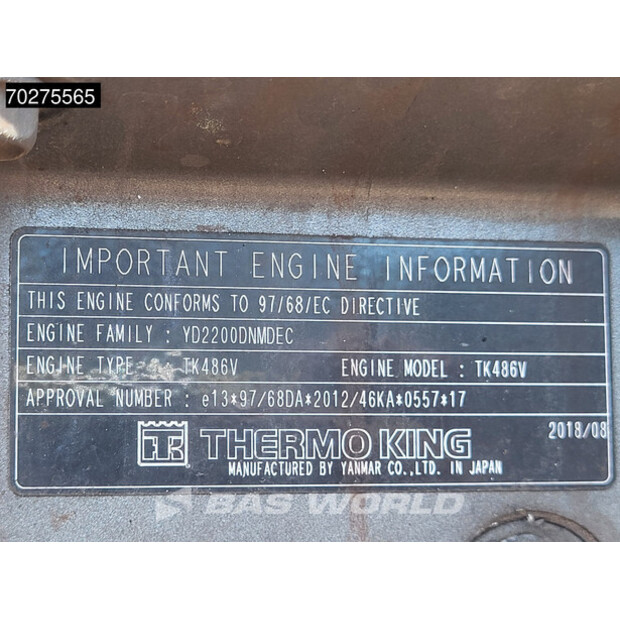 70275565
IMPORTANT ENGINE INFORMATION
THIS ENGINE CONFORMS TO 97/68/EC DIRECTIVE
ENGINE FAMILY : YD2200DNMDEC
ENGINE TYPE : TK486V ENGINE MODEL : TK486V
APPROVAL NUMBER : e13*97/68DA*2012/46KA*0557*17
TK THERMO KING 2018/08
MANUFACTURED BY YANMAR CO.,LTD. IN JAPAN
BAS WORLD